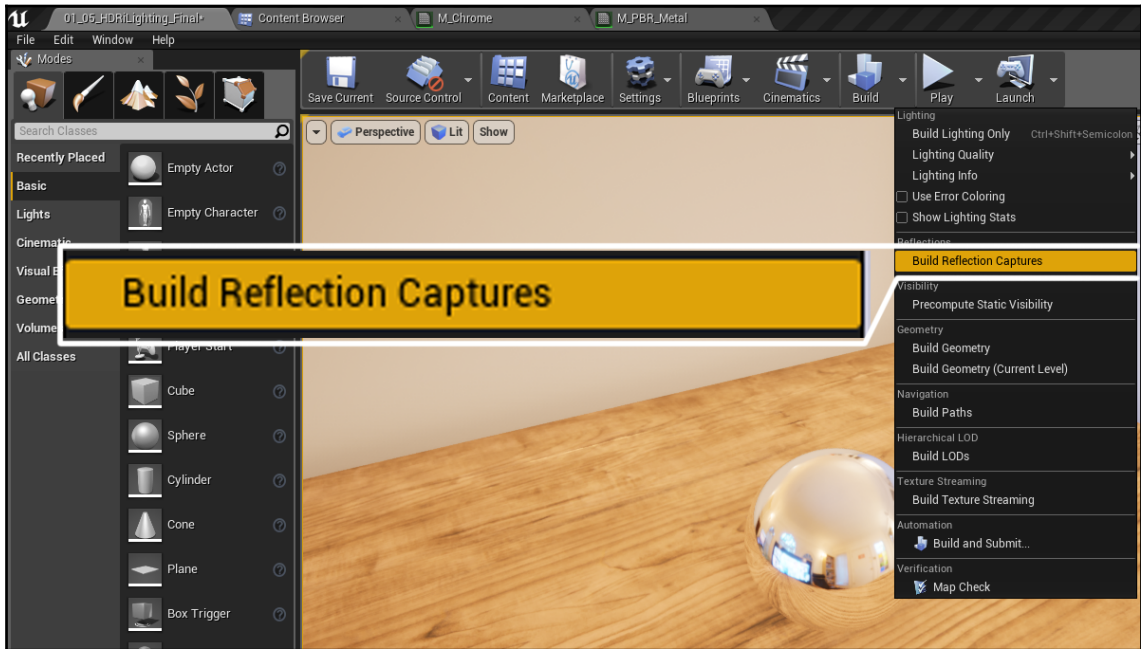 01_05_HDRiLighting_Final•
Content Browser
M_Chrome
M_PBR_Metal
File Edit Window Help
Modes
Save Current Source Control Content Marketplace Settings Blueprints Cinematics Build Play Launch
Search Classes
Perspective Lit Show
Recently Placed
Basic
Lights
Cinematic
Geomet
Volume
All Classes
Empty Actor
Empty Character
Player Start
Cube
Sphere
Cylinder
Cone
Plane
Box Trigger
Build Reflection Captures
Lighting
Build Lighting Only Ctrl+Shift+Semicolon
Lighting Quality
Lighting Info
Use Error Coloring
Show Lighting Stats
Reflections
Build Reflection Captures
Visibility
Precompute Static Visibility
Geometry
Build Geometry
Build Geometry (Current Level)
Navigation
Build Paths
Hierarchical LOD
Build LODs
Texture Streaming
Build Texture Streaming
Automation
Build and Submit...
Verification
Map Check